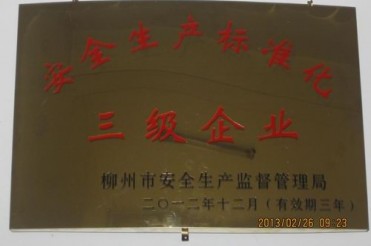 安全生产标准化
三级企业
柳州市安全生产监督管理局
二〇一二年十二月(有效期三年)
2013/02/26 09:23